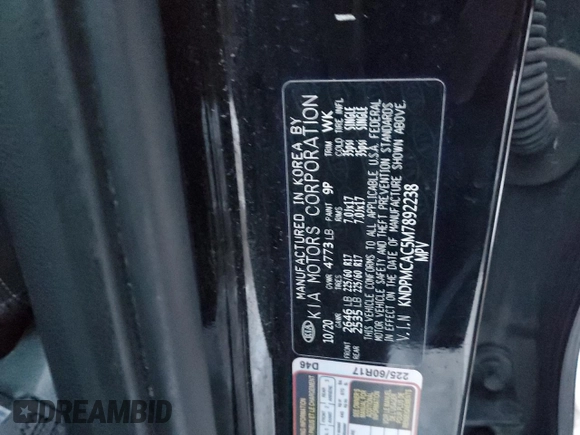 MANUFACTURED IN KOREA BY
KIA MOTORS CORPORATION
10/20 GVWR 4773 LB PAINT 9P TRIM WK
GAWR TIRES RIMS COLD TIRE INFL
FRONT 2646 LB 225/60 R17 7.0Jx17 35psi SINGLE
REAR 2535 LB 225/60 R17 7.0Jx17 35psi SINGLE
THIS VEHICLE CONFORMS TO ALL APPLICABLE U.S.A. FEDERAL
MOTOR VEHICLE SAFETY AND THEFT PREVENTION STANDARDS
IN EFFECT ON THE DATE OF MANUFACTURE SHOWN ABOVE.
V.I.N KNDPMCAC5M7892238
MPV
225/60R17
D46
DREAMBID